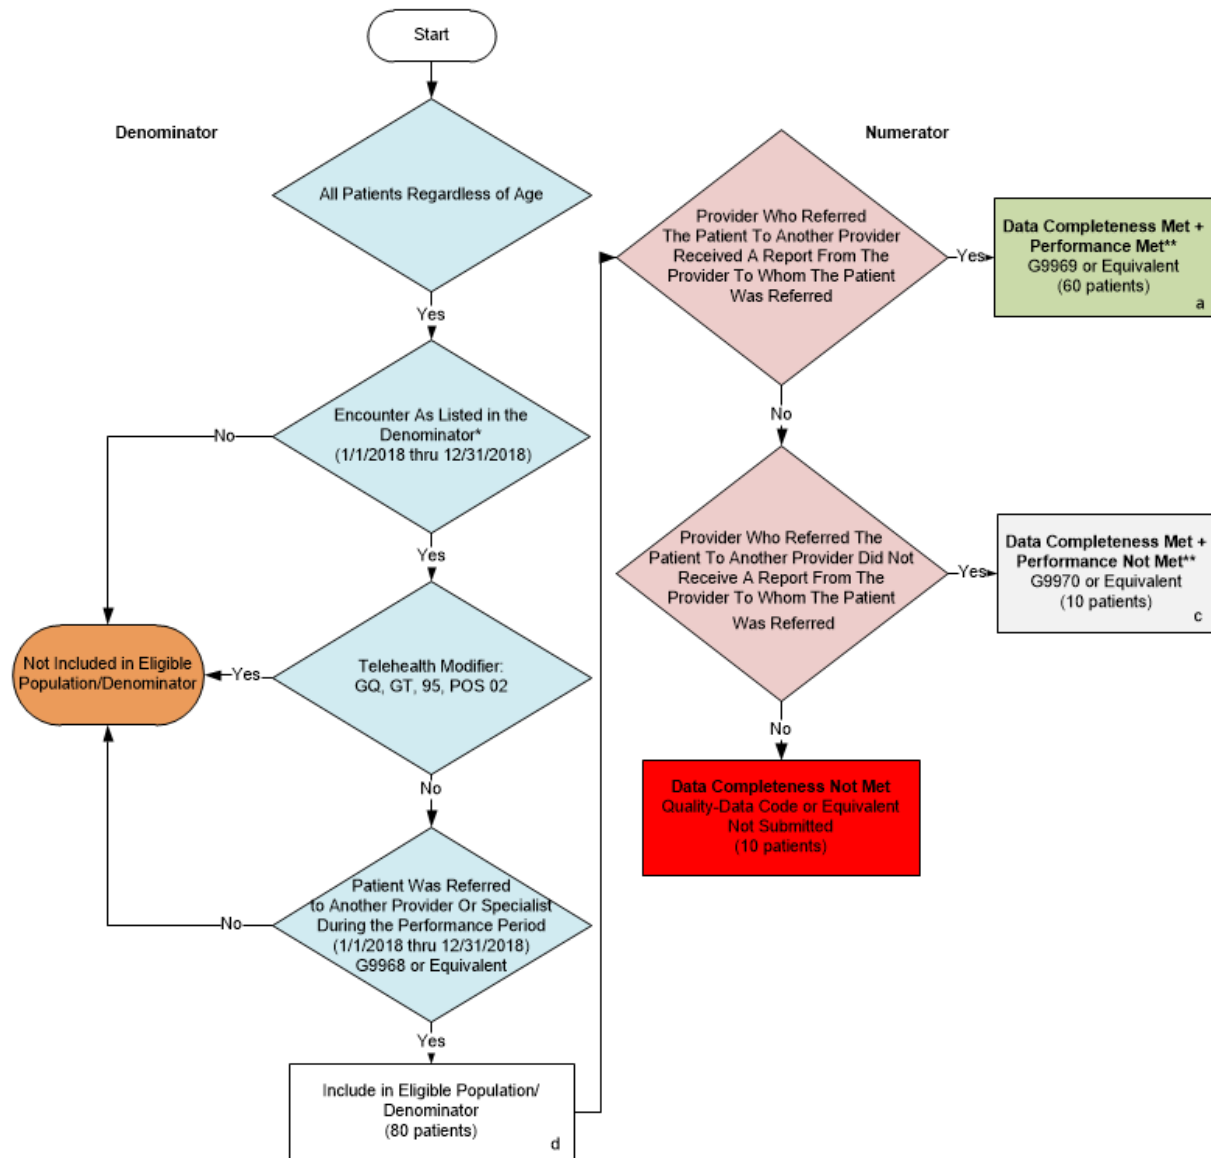 Start
Denominator
All Patients Regardless of Age
Yes
Encounter As Listed in the
Denominator*
(1/1/2018 thru 12/31/2018)
No
Yes
Telehealth Modifier:
GQ, GT, 95, POS 02
Yes
Not Included in Eligible
Population/Denominator
No
Patient Was Referred
to Another Provider Or Specialist
During the Performance Period
(1/1/2018 thru 12/31/2018)
G9968 or Equivalent
No
Yes
Include in Eligible Population/
Denominator
(80 patients)
d
Numerator
Provider Who Referred
The Patient To Another Provider
Received A Report From The
Provider To Whom The Patient
Was Referred
Yes
Data Completeness Met +
Performance Met**
G9969 or Equivalent
(60 patients)
a
No
Provider Who Referred The
Patient To Another Provider Did Not
Receive A Report From The
Provider To Whom The Patient
Was Referred
Yes
Data Completeness Met +
Performance Not Met**
G9970 or Equivalent
(10 patients)
c
No
Data Completeness Not Met
Quality-Data Code or Equivalent
Not Submitted
(10 patients)